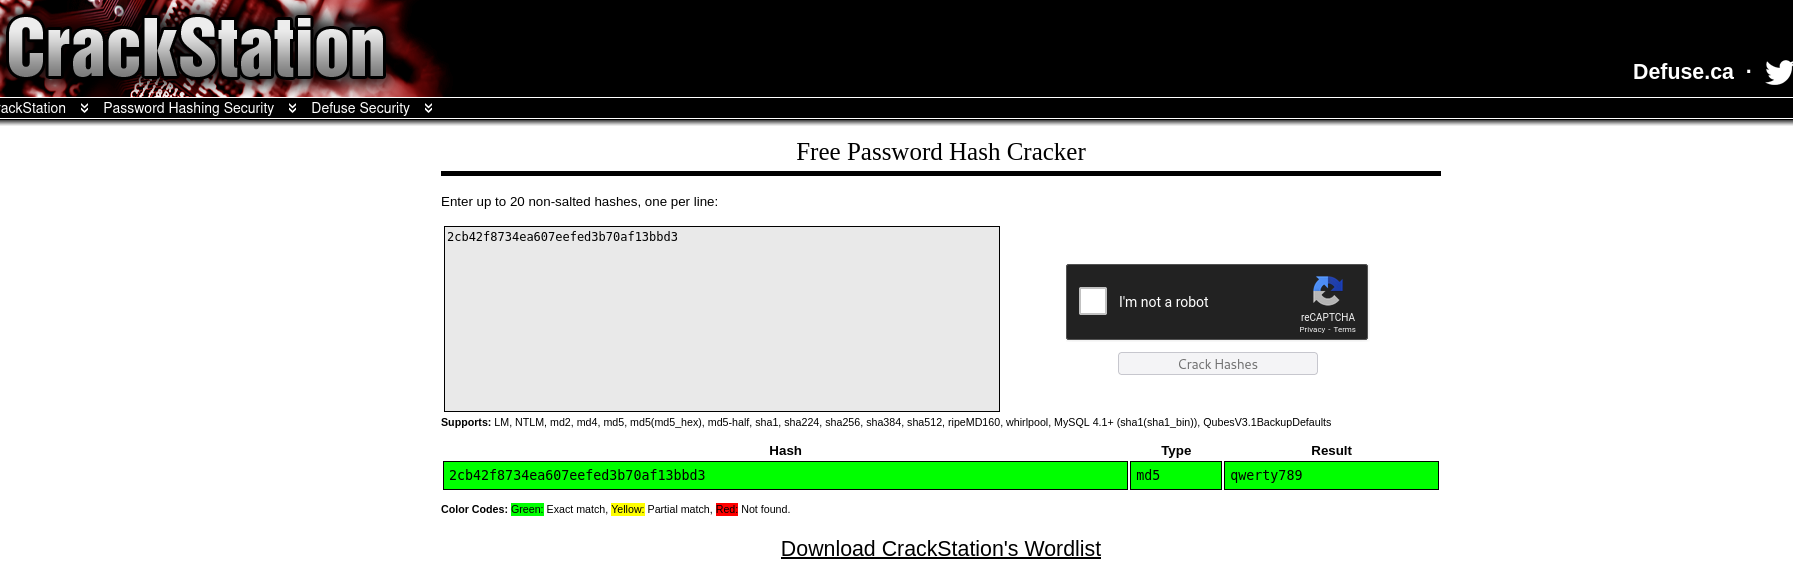 CrackStation
Defuse.ca ·
ackStation Password Hashing Security Defuse Security
Free Password Hash Cracker
Enter up to 20 non-salted hashes, one per line:
2cb42f8734ea607eefed3b70af13bbd3
I'm not a robot
reCAPTCHA
Privacy - Terms
Crack Hashes
Supports: LM, NTLM, md2, md4, md5, md5(md5_hex), md5-half, sha1, sha224, sha256, sha384, sha512, ripeMD160, whirlpool, MySQL 4.1+ (sha1(sha1_bin)), QubesV3.1BackupDefaults
Hash Type Result
2cb42f8734ea607eefed3b70af13bbd3 md5 qwerty789
Color Codes: Green: Exact match, Yellow: Partial match, Red: Not found.
Download CrackStation's Wordlist